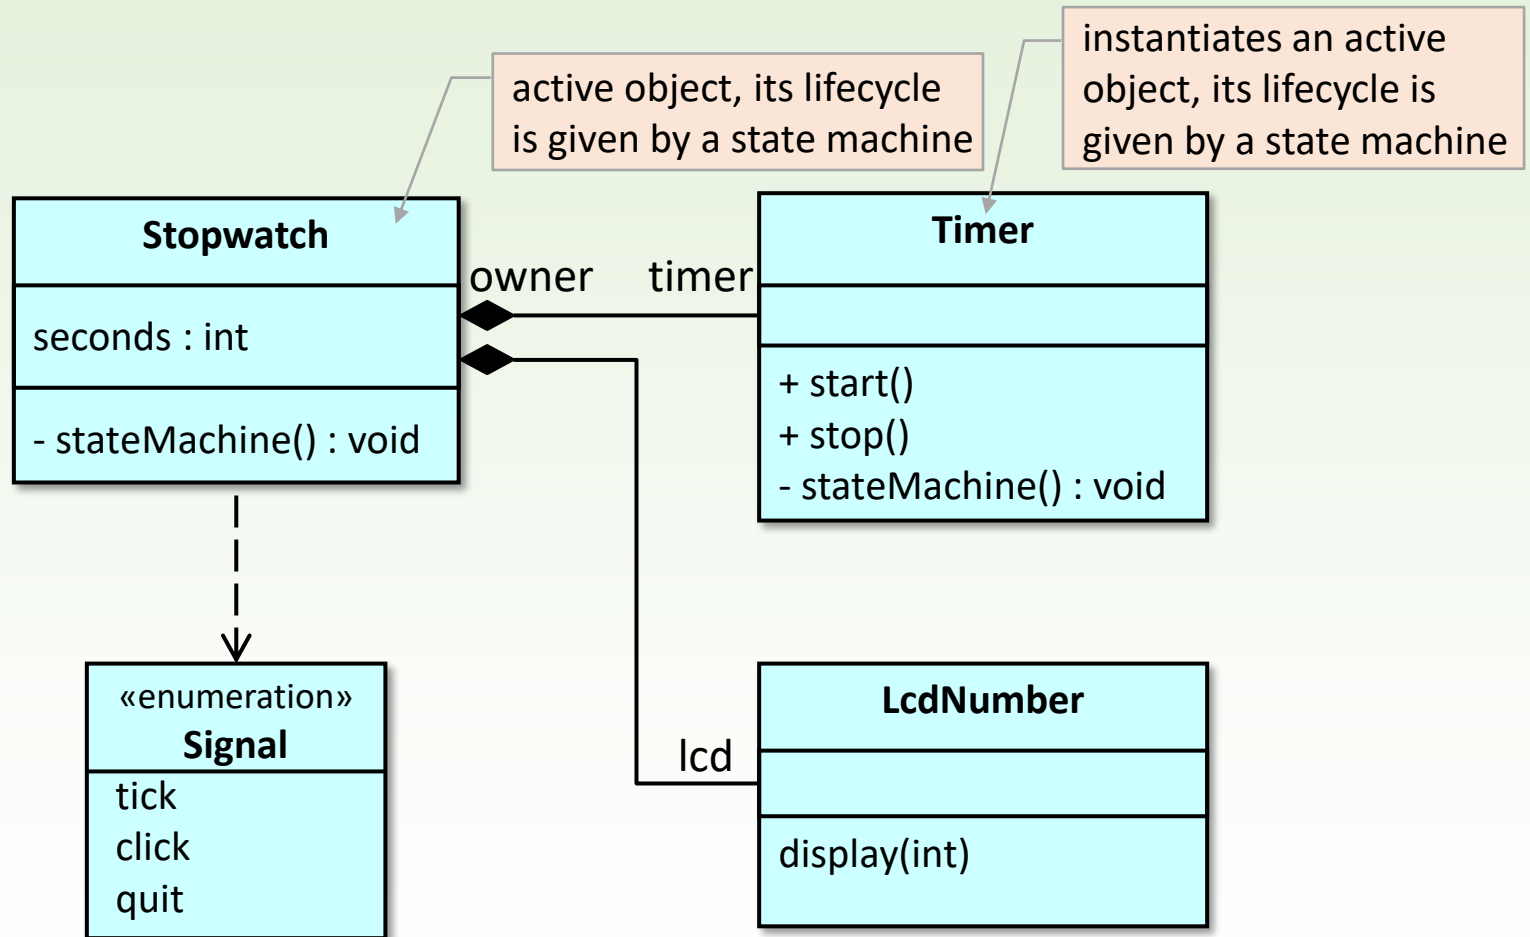 instantiates an active
object, its lifecycle is
given by a state machine
active object, its lifecycle
is given by a state machine
Stopwatch
seconds : int
- stateMachine() : void
owner timer
Timer
+ start()
+ stop()
- stateMachine() : void
«enumeration»
Signal
tick
click
quit
lcd
LcdNumber
display(int)